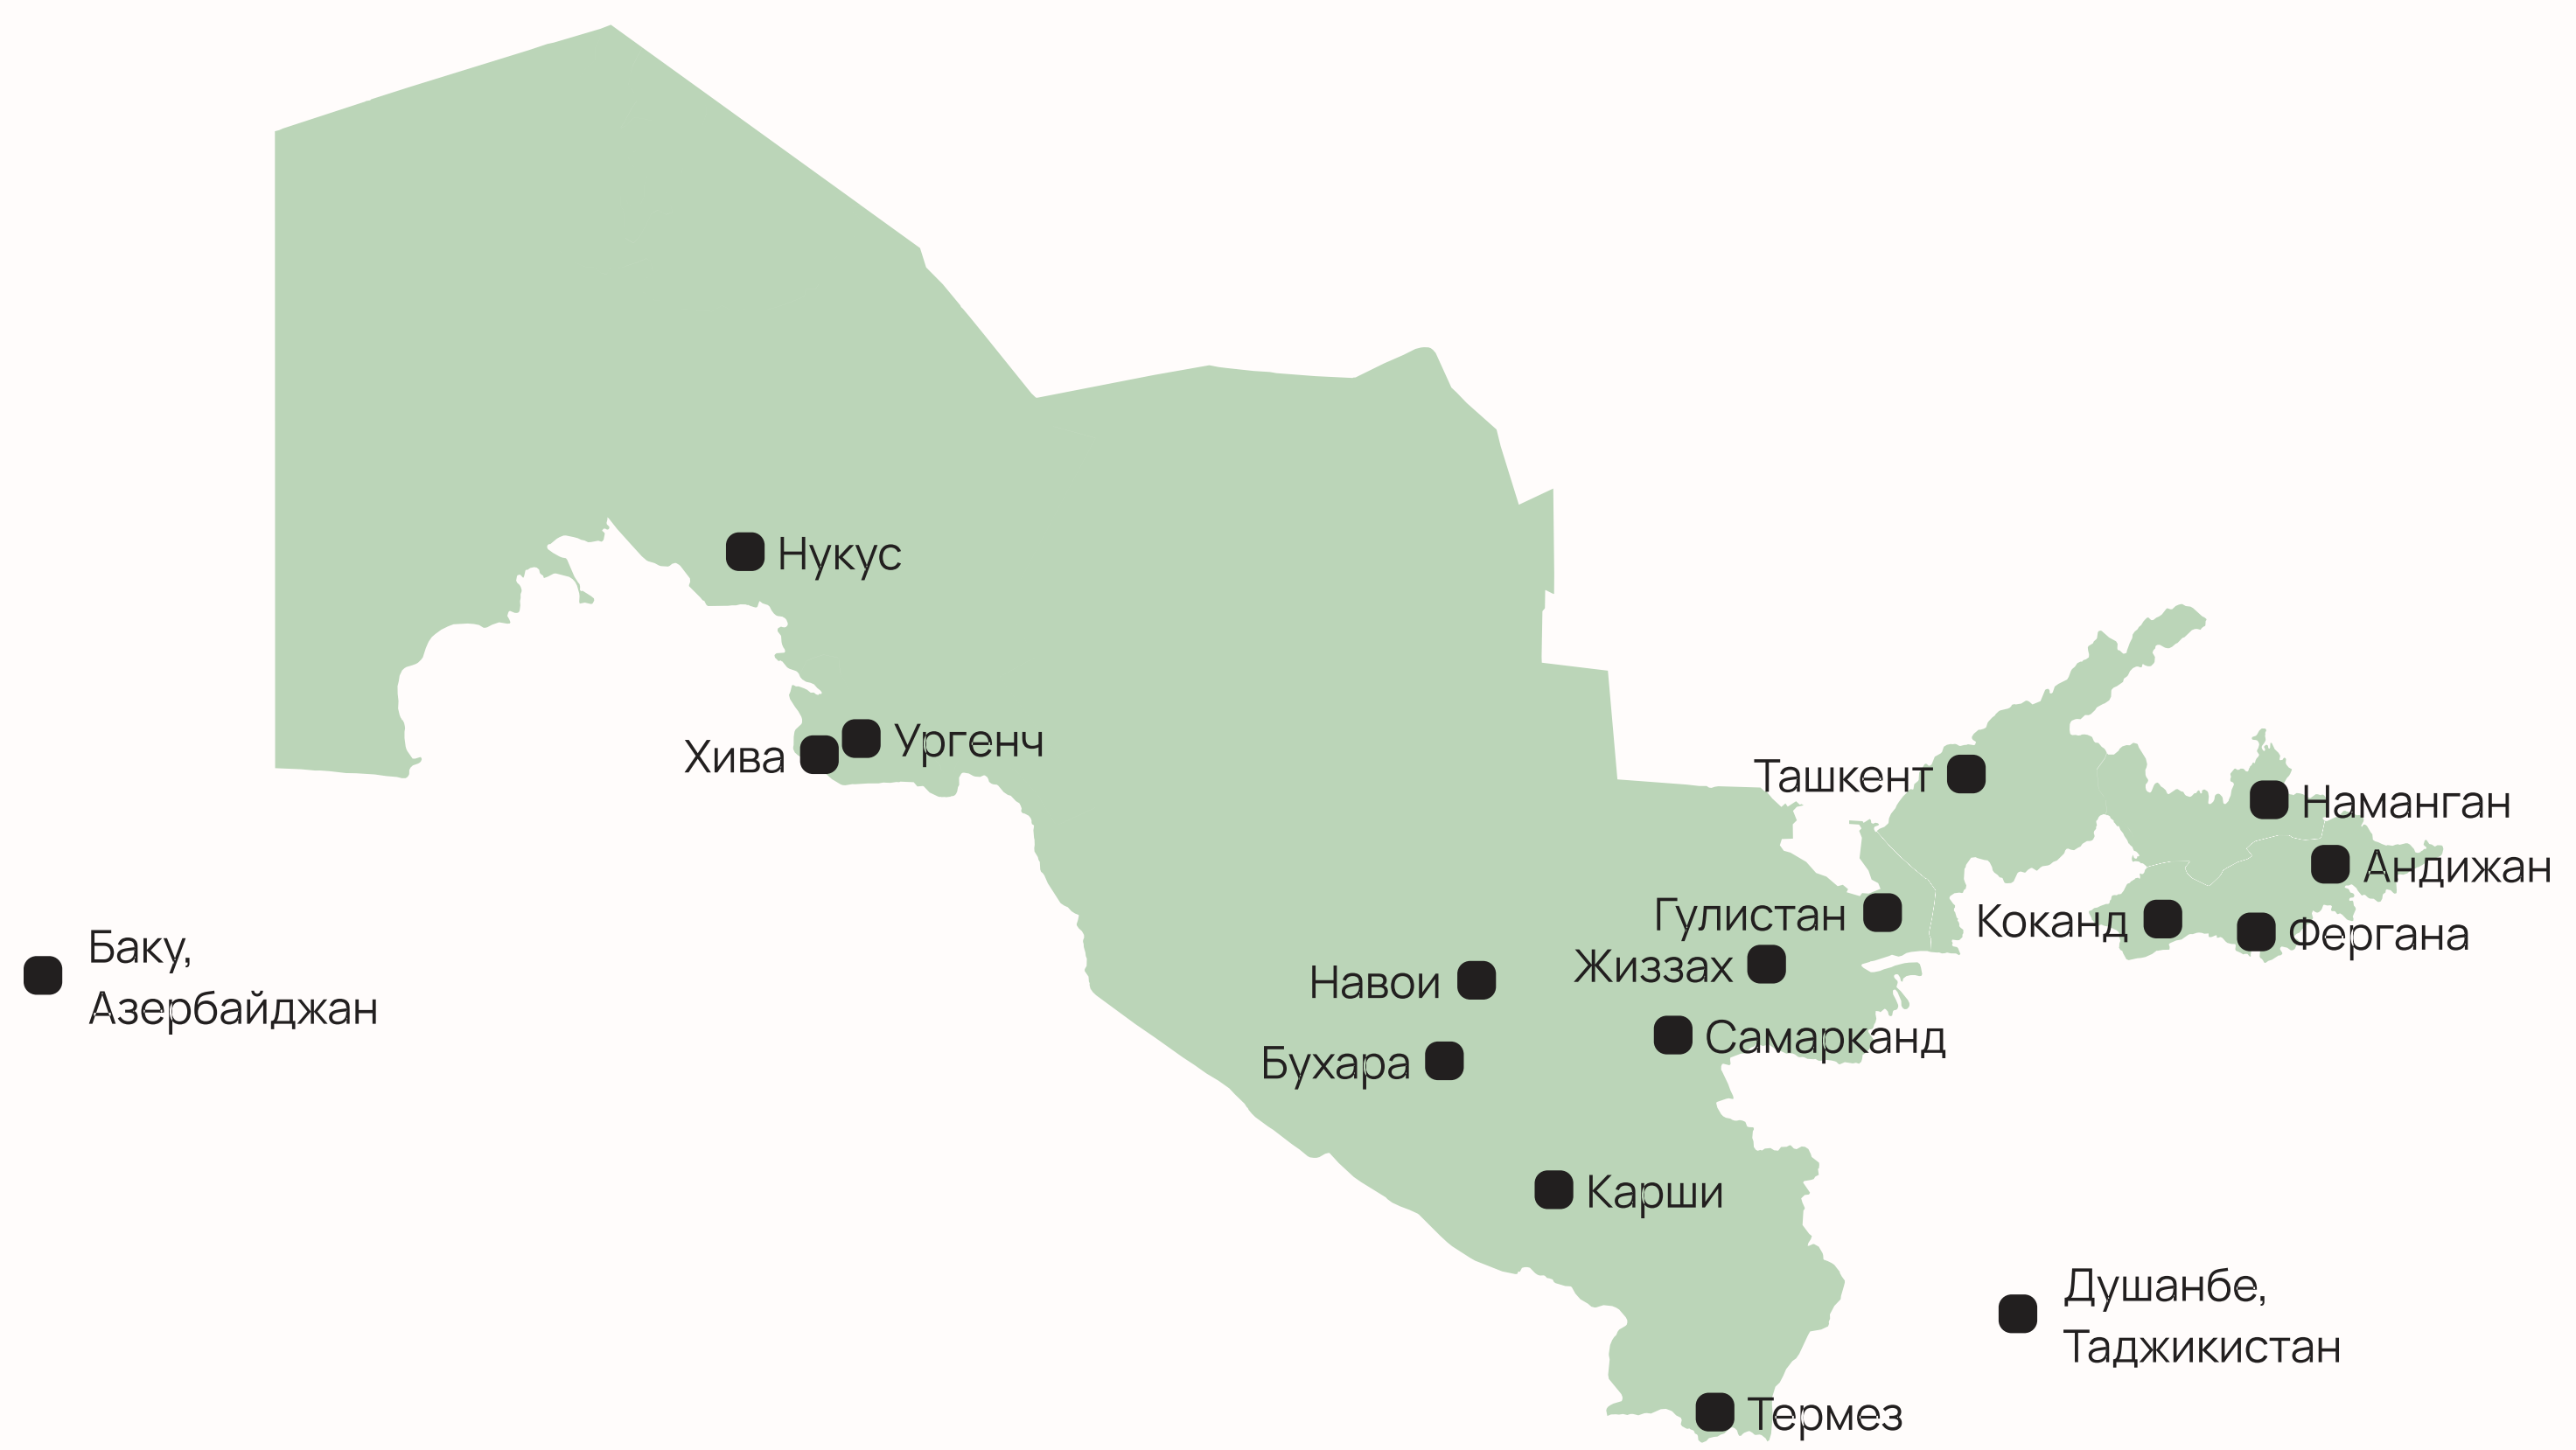 Нукус
Ургенч
Хива
Ташкент
Наманган
Андижан
Гулистан
Коканд
Фергана
Баку,
Азербайджан
Жиззах
Навои
Самарканд
Бухара
Карши
Душанбе,
Таджикистан
Термез